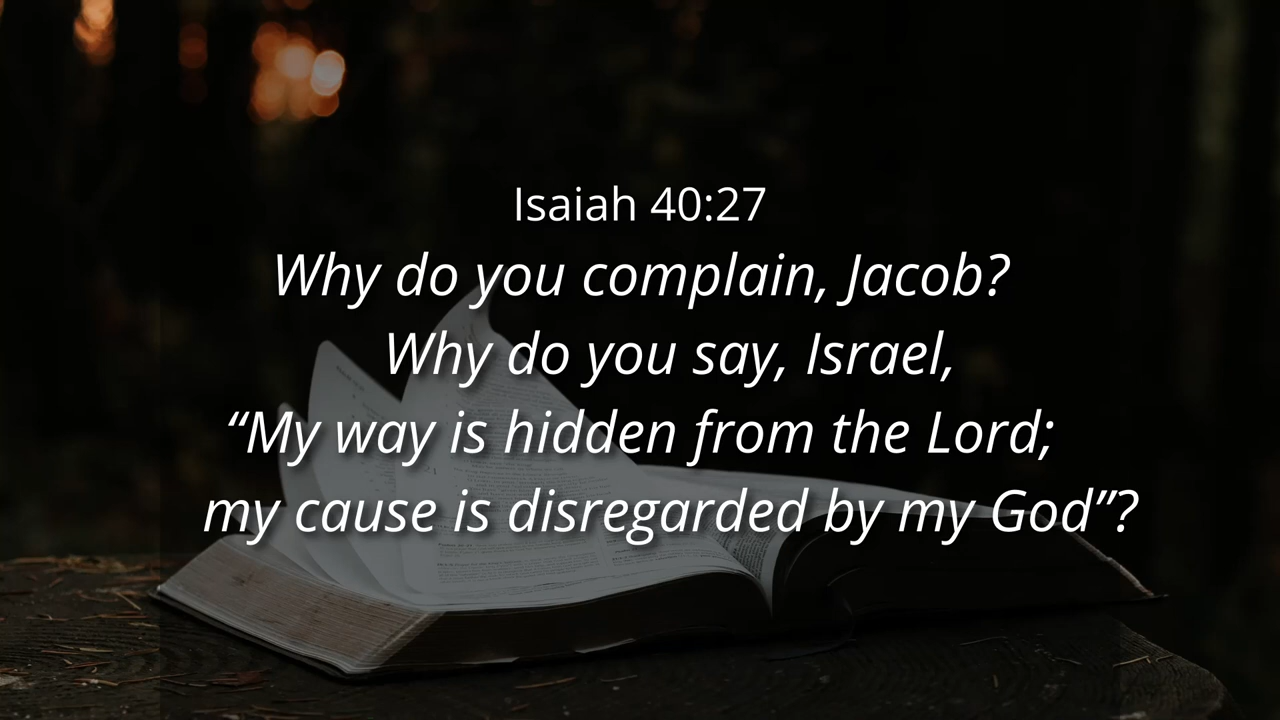 Isaiah 40:27
Why do you complain, Jacob?
Why do you say, Israel,
“My way is hidden from the Lord;
my cause is disregarded by my God”?